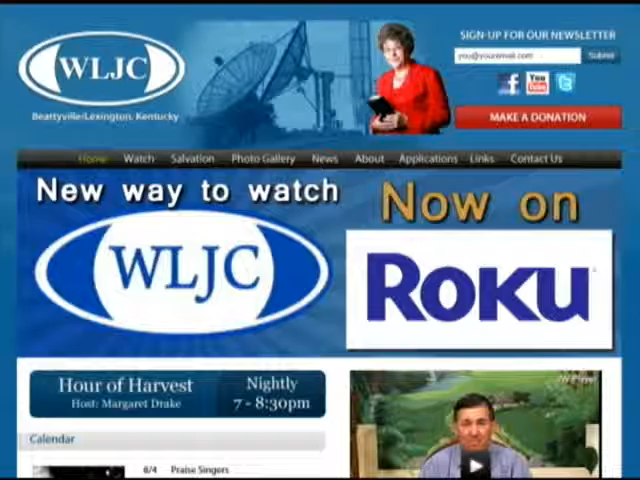 SIGN-UP FOR OUR NEWSLETTER
WLJC
you@youremail.com
Submit
You
Beattyville/Lexington, Kentucky
MAKE A DONATION
Home Watch Salvation Photo Gallery News About Applications Links Contact Us
New way to watch
Now on
WLJC
ROKU
Hour of Harvest
Host: Margaret Drake
Nightly
7 - 8:30pm
Calendar
6/4 Praise Singers